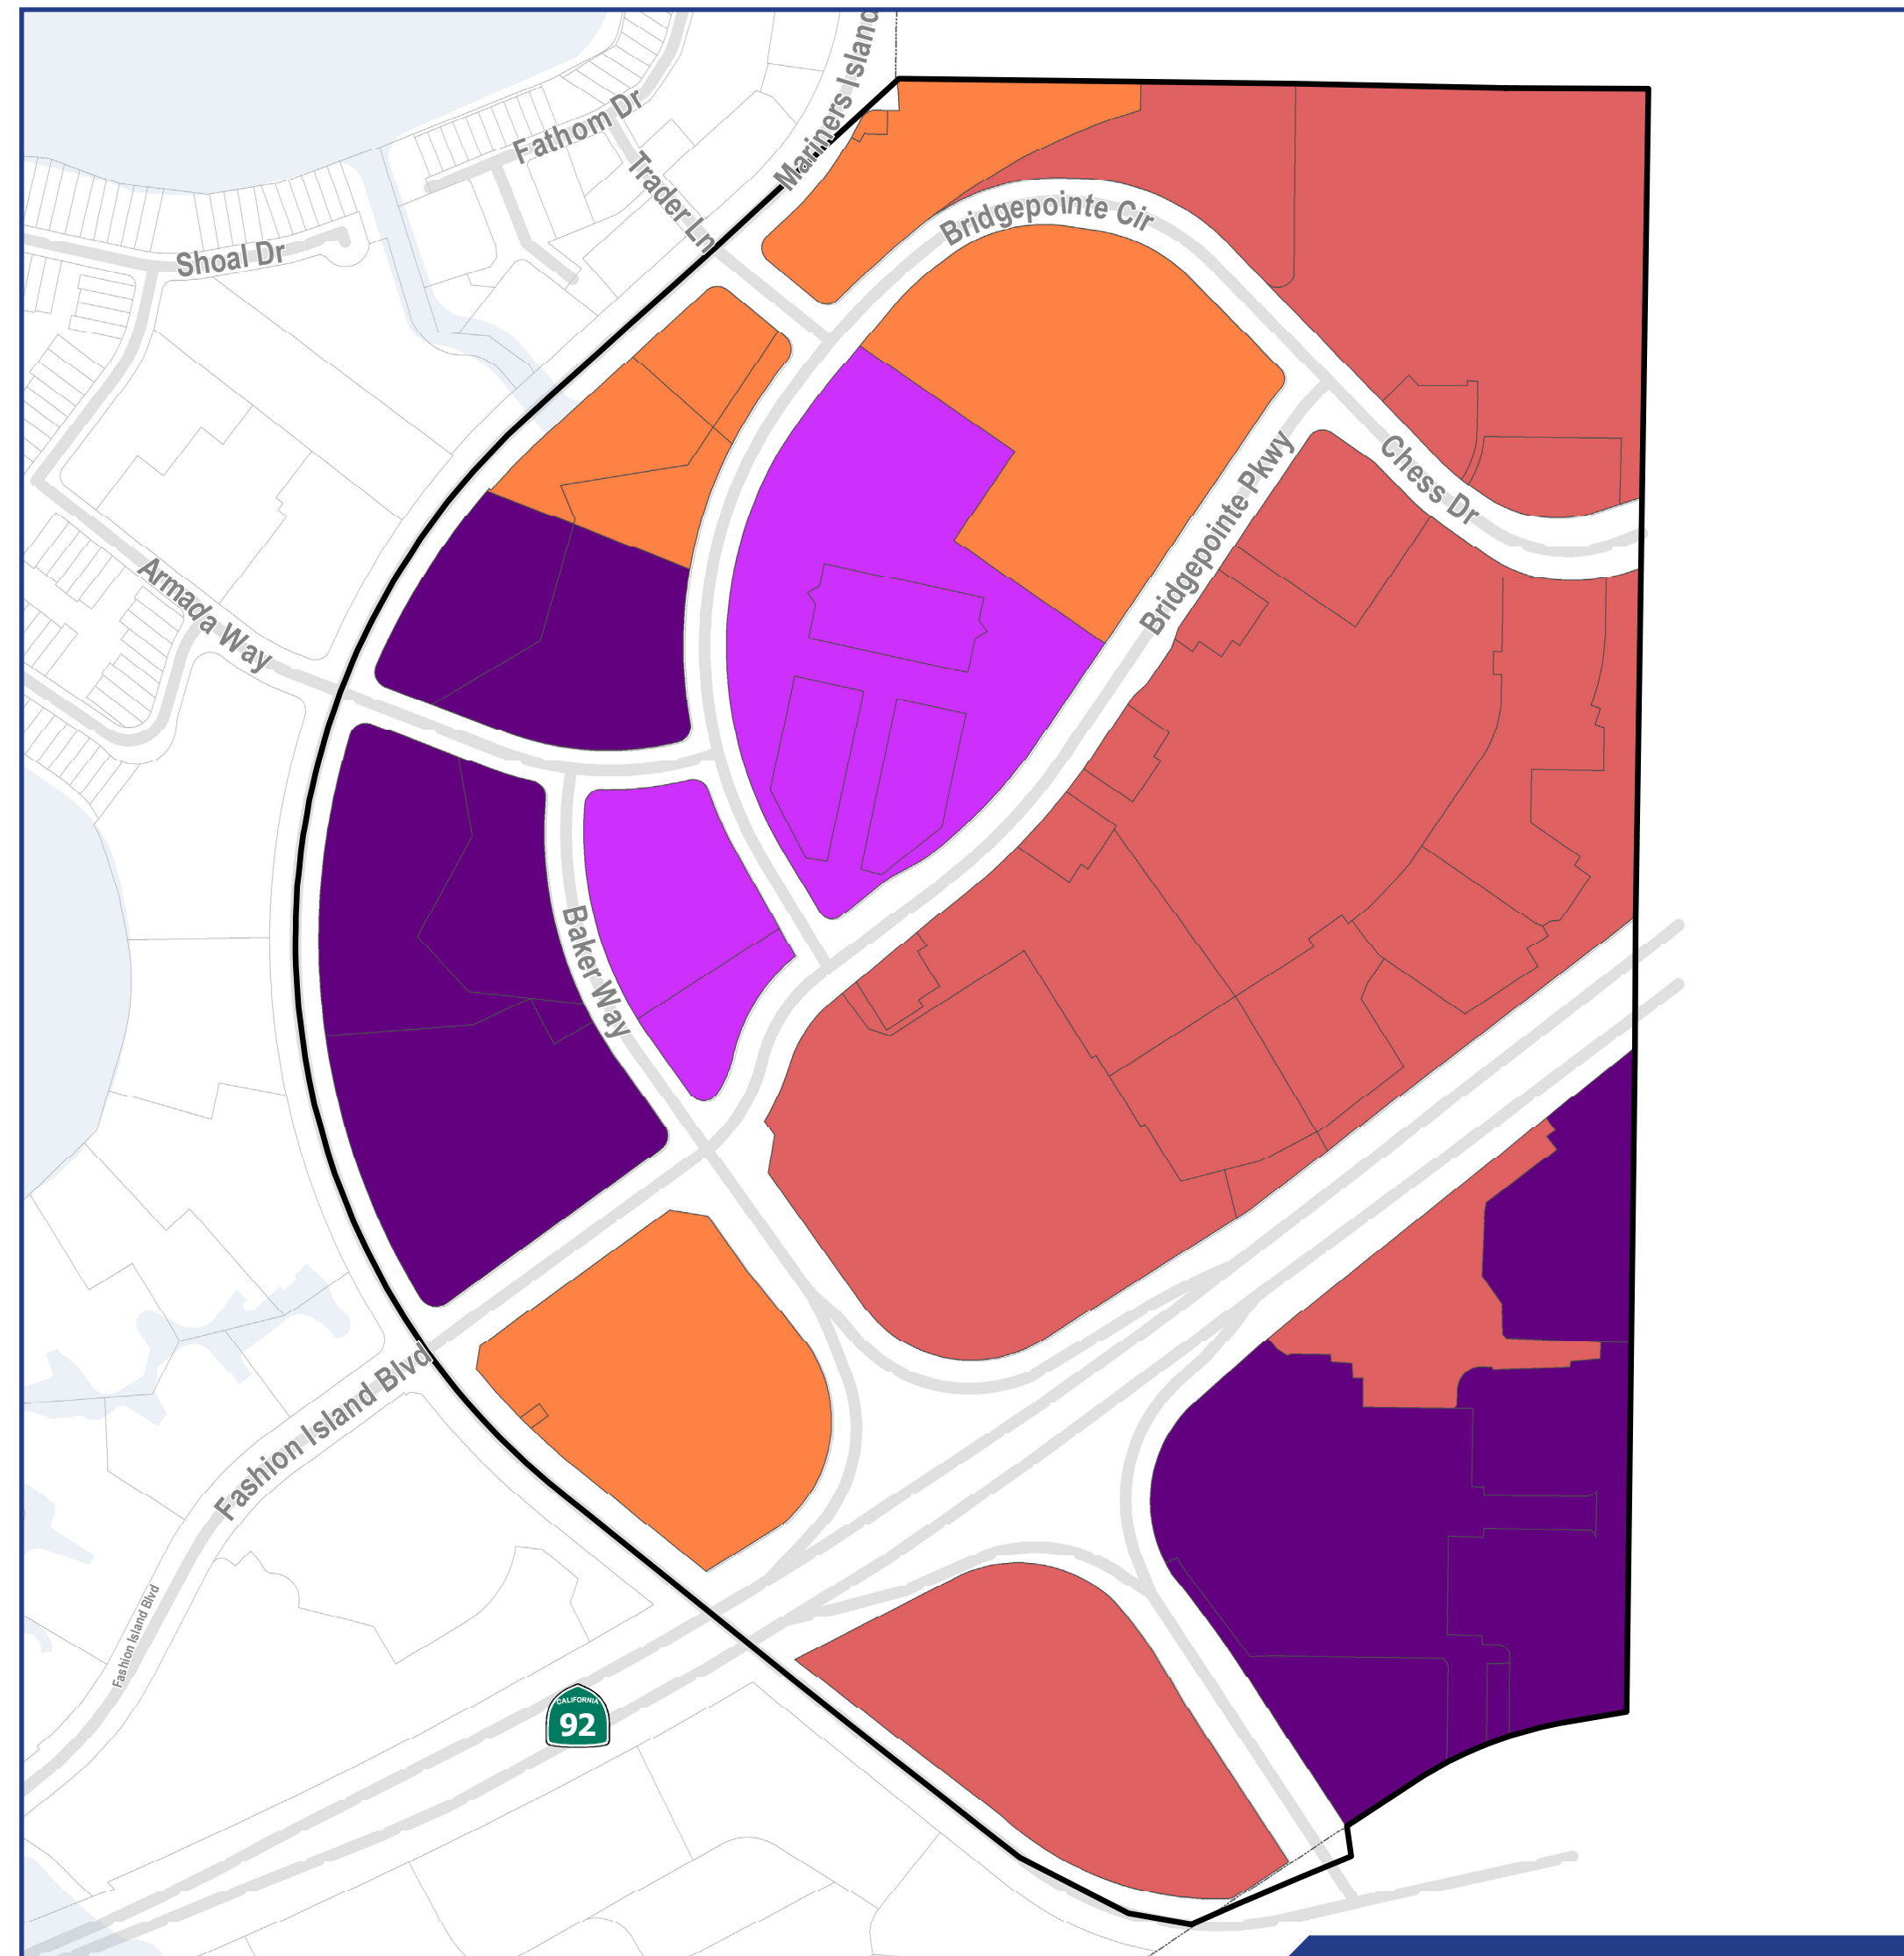 Mariners Island
Fathom Dr
Trader Ln
Bridgepointe Cir
Shoal Dr
Chess Dr
Bridgepointe Pkwy
Armada Way
Baker Way
Fashion Island Blvd
Fashion Island Blvd
CALIFORNIA
92